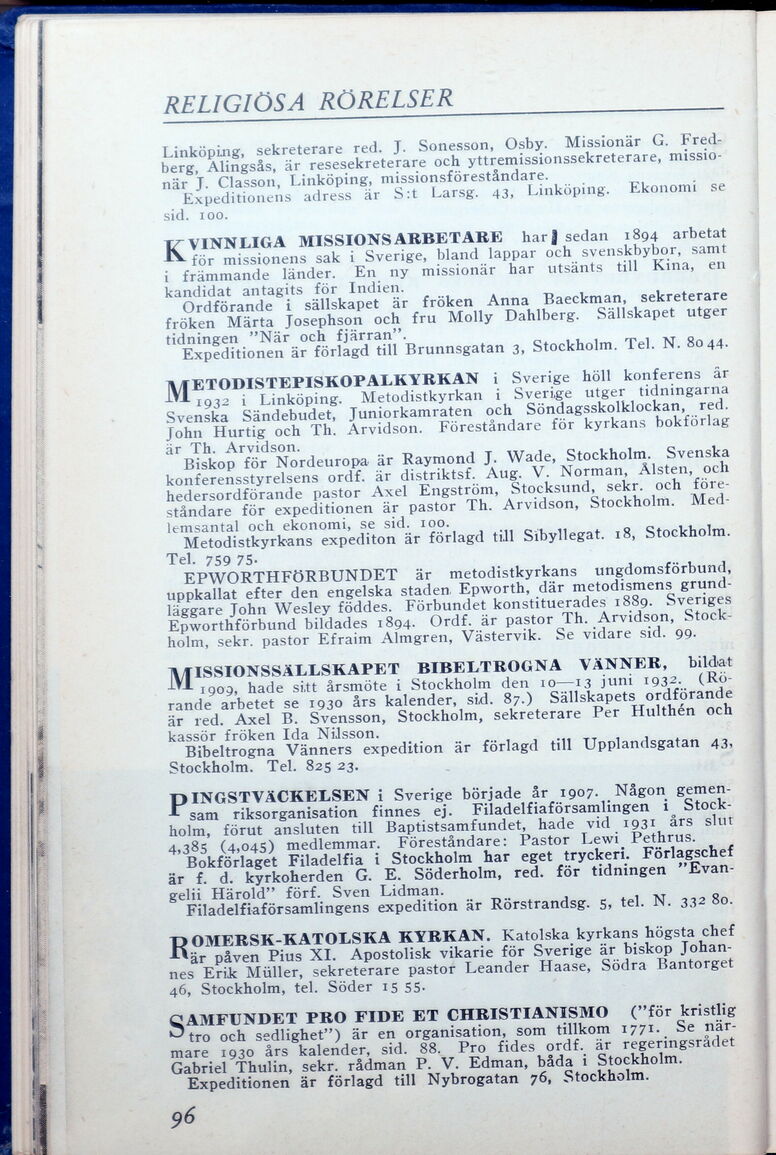 RELIGIÖSA RÖRELSER
Linköping, sekreterare red. J. Sonesson, Osby. Missionär G. Fred-
berg, Alingsås, är resesekreterare och yttremissionssekreterare, missio-
när J. Classon, Linköping, missionsföreståndare.
Expeditionens adress är S:t Larsg. 43, Linköping. Ekonomi se
sid. 100.
KVINNLIGA MISSIONSARBETARE har sedan 1894 arbetat
för missionens sak i Sverige, bland lappar och svenskbybor, samt
i främmande länder. En ny missionär har utsänts till Kina, en
kandidat antagits för Indien.
Ordförande i sällskapet är fröken Anna Baeckman, sekreterare
fröken Märta Josephson och fru Molly Dahlberg. Sällskapet utger
tidningen "När och fjärran".
Expeditionen är förlagd till Brunnsgatan 3, Stockholm. Tel. N. 80 44.
METODISTEPISKOPALKYRKAN i Sverige höll konferens år
1932 i Linköping. Metodistkyrkan i Sverige utger tidningarna
Svenska Sändebudet, Juniorkamraten och Söndagsskolklockan, red.
John Hurtig och Th. Arvidson. Föreståndare för kyrkans bokförlag
är Th. Arvidson.
Biskop för Nordeuropa är Raymond J. Wade, Stockholm. Svenska
konferensstyrelsens ordf. är distriktsf. Aug. V. Norman, Ålsten, och
hedersordförande pastor Axel Engström, Stocksund, sekr. och före-
ståndare för expeditionen är pastor Th. Arvidson, Stockholm. Med-
lemsantal och ekonomi, se sid. 100.
Metodistkyrkans expediton är förlagd till Sibyllegat. 18, Stockholm.
Tel. 759 75.
EPWORTHFÖRBUNDET är metodistkyrkans ungdomsförbund,
uppkallat efter den engelska staden Epworth, där metodismens grund-
läggare John Wesley föddes. Förbundet konstituerades 1889. Sveriges
Epworthförbund bildades 1894. Ordf. är pastor Th. Arvidson, Stock-
holm, sekr. pastor Efraim Almgren, Västervik. Se vidare sid. 99.
MISSIONSSÄLLSKAPET BIBELTROGNA VÄNNER, bildat
1909, hade sitt årsmöte i Stockholm den 10—13 juni 1932. (Rö-
rande arbetet se 1930 års kalender, sid. 87.) Sällskapets ordförande
är red. Axel B. Svensson, Stockholm, sekreterare Per Hulthén och
kassör fröken Ida Nilsson.
Bibeltrogna Vänners expedition är förlagd till Upplandsgatan 43,
Stockholm. Tel. 825 23.
PINGSTVÄCKELSEN i Sverige började år 1907. Någon gemen-
sam riksorganisation finnes ej. Filadelfiaförsamlingen i Stock-
holm, förut ansluten till Baptistsamfundet, hade vid 1931 års slut
4,385 (4,045) medlemmar. Föreståndare: Pastor Lewi Pethrus.
Bokförlaget Filadelfia i Stockholm har eget tryckeri. Förlagschef
är f. d. kyrkoherden G. E. Söderholm, red. för tidningen "Evan-
gelii Härold" förf. Sven Lidman.
Filadelfiaförsamlingens expedition är Rörstrandsg. 5, tel. N. 332 80.
ROMERSK-KATOLSKA KYRKAN. Katolska kyrkans högsta chef
är påven Pius XI. Apostolisk vikarie för Sverige är biskop Johan-
nes Erik Müller, sekreterare pastor Leander Haase, Södra Bantorget
46, Stockholm, tel. Söder 15 55.
SAMFUNDET PRO FIDE ET CHRISTIANISMO ("för kristlig
tro och sedlighet") är en organisation, som tillkom 1771. Se när-
mare 1930 års kalender, sid. 88. Pro fides ordf. är regeringsrådet
Gabriel Thulin, sekr. rådman P. V. Edman, båda i Stockholm.
Expeditionen är förlagd till Nybrogatan 76, Stockholm.
96